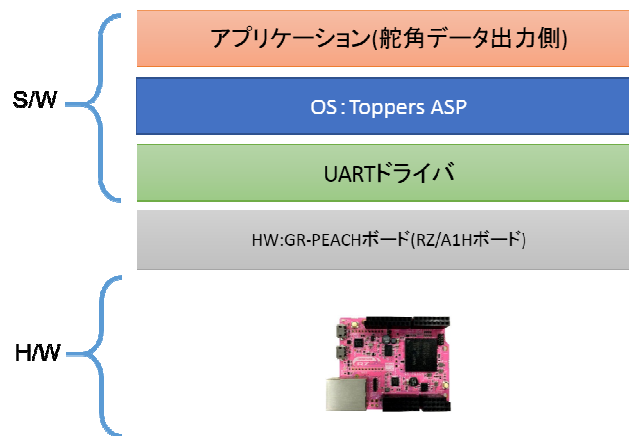 アプリケーション(舵角データ出力側)
S/W
OS：Toppers ASP
UARTドライバ
HW:GR-PEACHボード(RZ/A1Hボード)
H/W